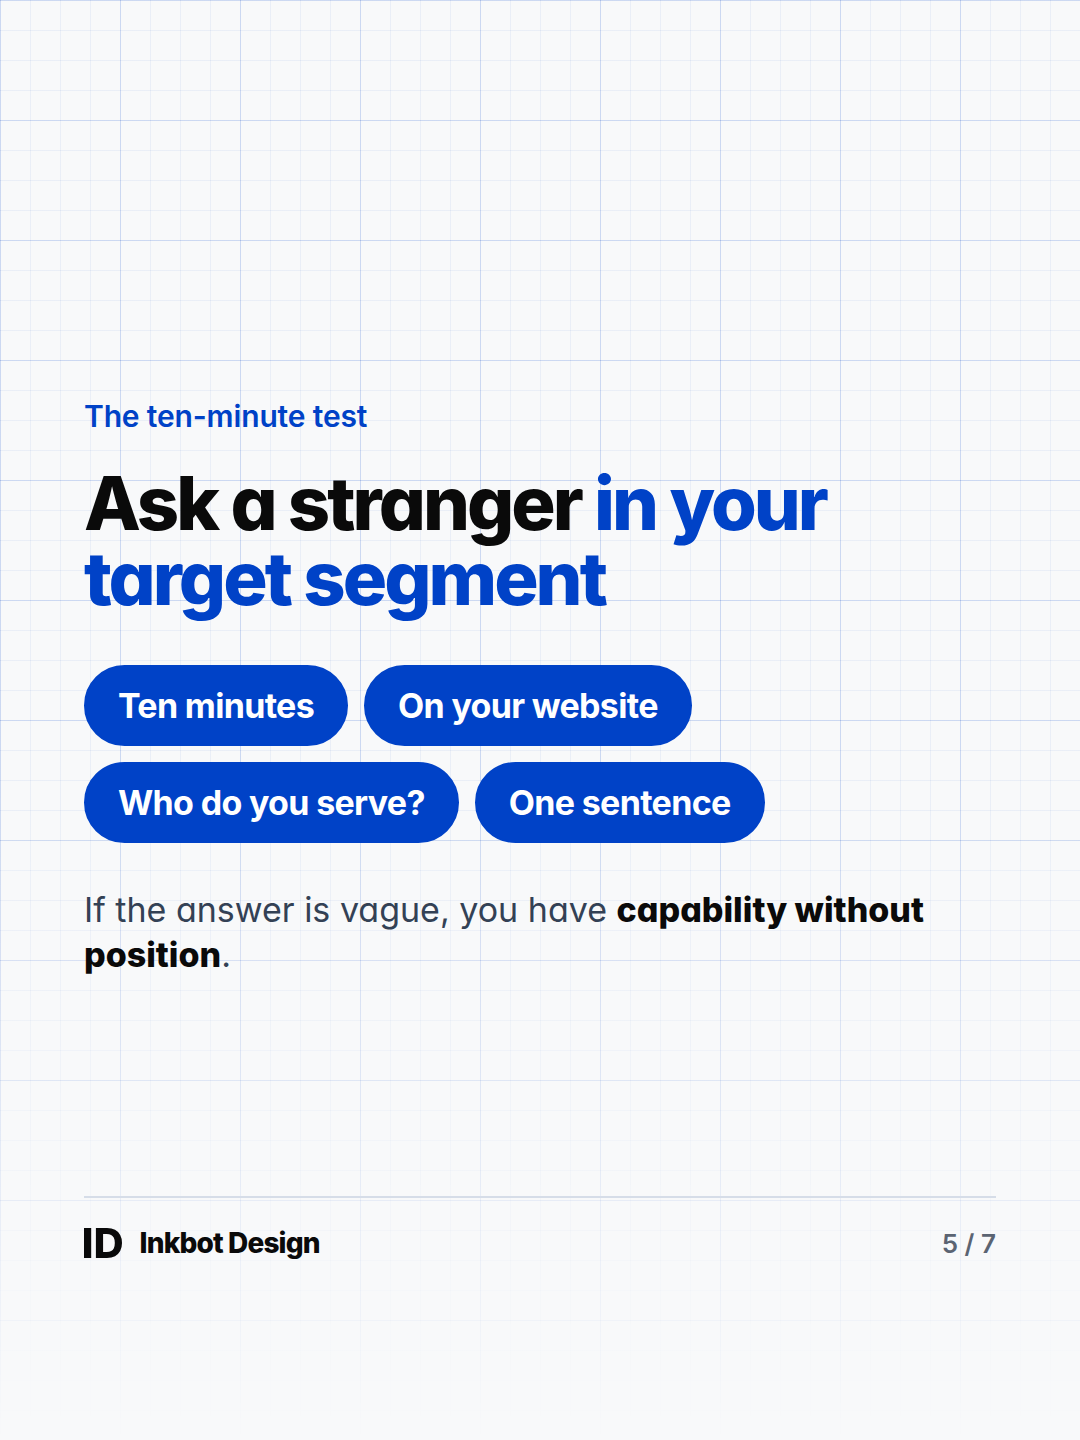 The ten-minute test
Ask a stranger in your
target segment
Ten minutes
On your website
Who do you serve?
One sentence
If the answer is vague, you have capability without
position.
ID Inkbot Design
5 / 7